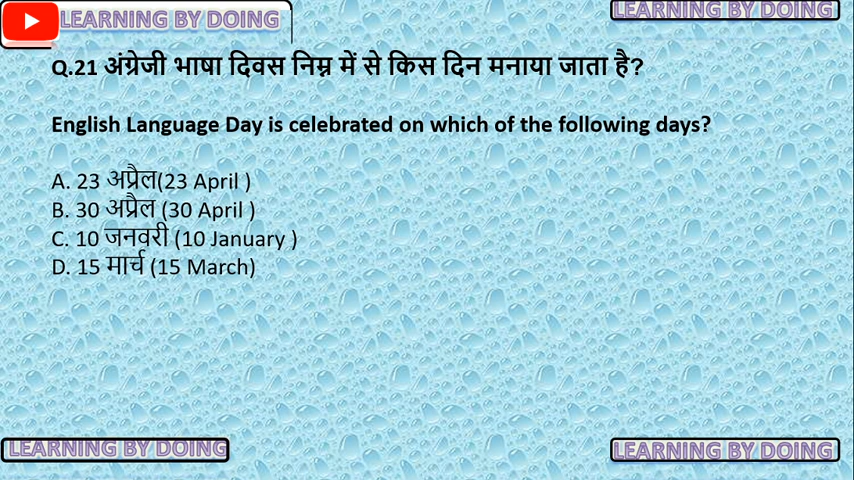 LEARNING BY DOING
LEARNING BY DOING
Q.21 अंग्रेजी भाषा दिवस निम्न में से किस दिन मनाया जाता है?
English Language Day is celebrated on which of the following days?
A. 23 अप्रैल(23 April )
B. 30 अप्रैल (30 April )
C. 10 जनवरी (10 January )
D. 15 मार्च (15 March)
LEARNING BY DOING
LEARNING BY DOING